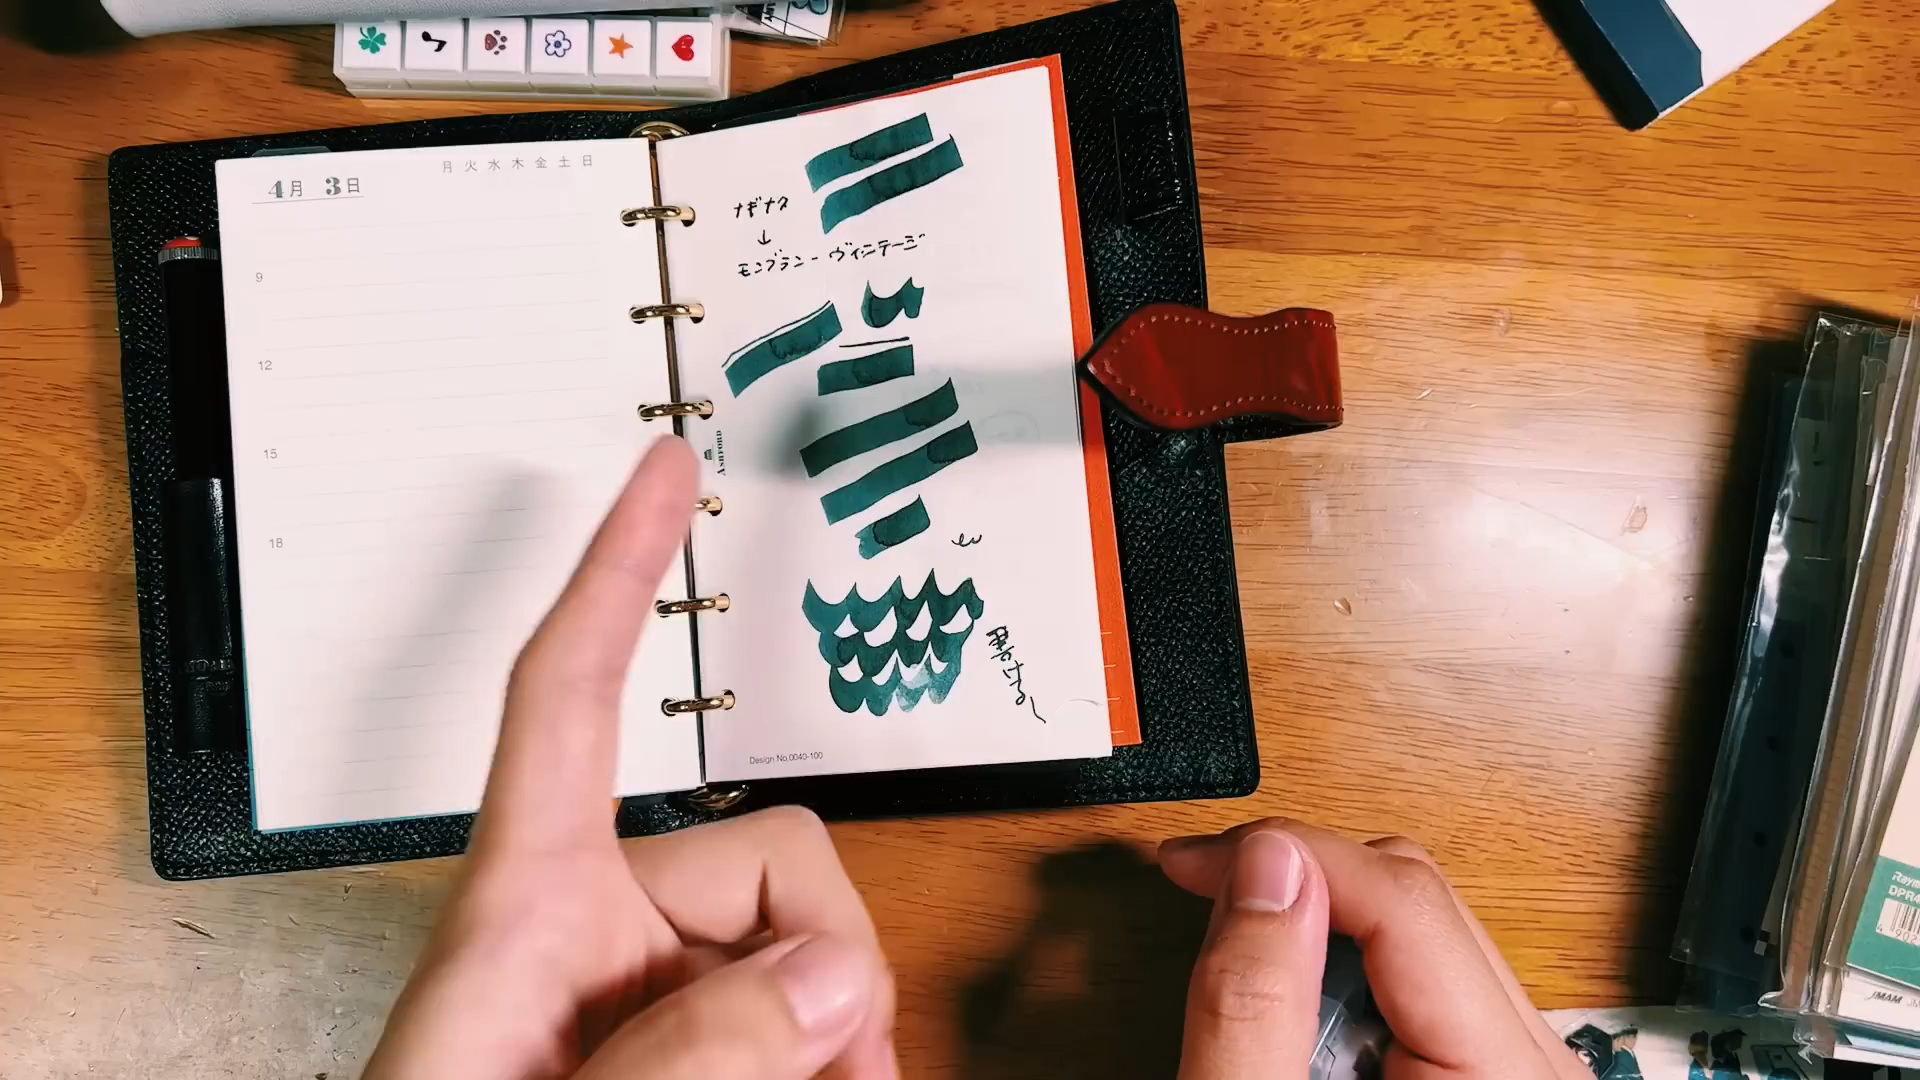 月 火 水 木 金 土 日
4月 3日
9
12
15
18
ナギナタ
↓
モンブラン- ヴィンテージ
ASHFORD
書ける〜
Design No.0040-100
DPR4
JMAM